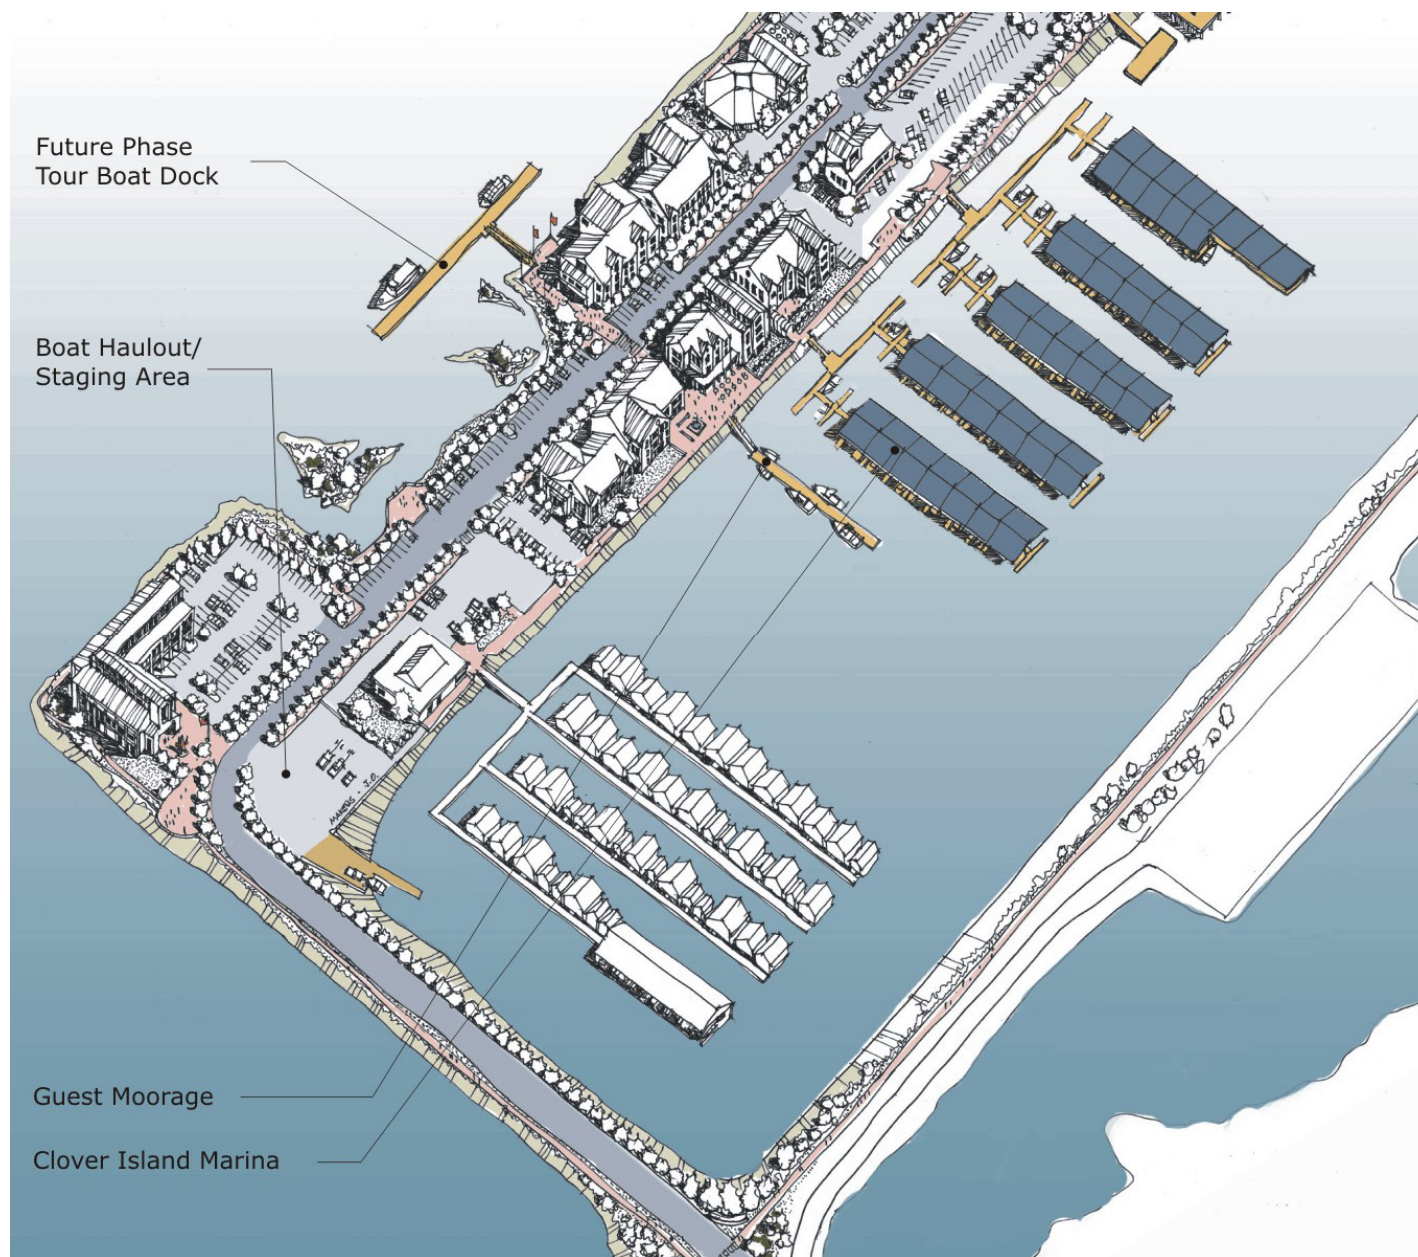 Future Phase
Tour Boat Dock
Boat Haulout/
Staging Area
Guest Moorage
Clover Island Marina